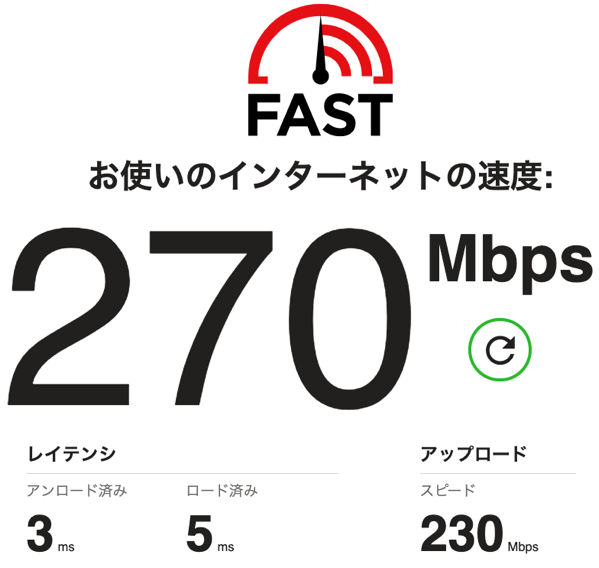 FAST
お使いのインターネットの速度:
270 Mbps
レイテンシ
アンロード済み ロード済み
3 ms 5 ms
アップロード
スピード
230 Mbps